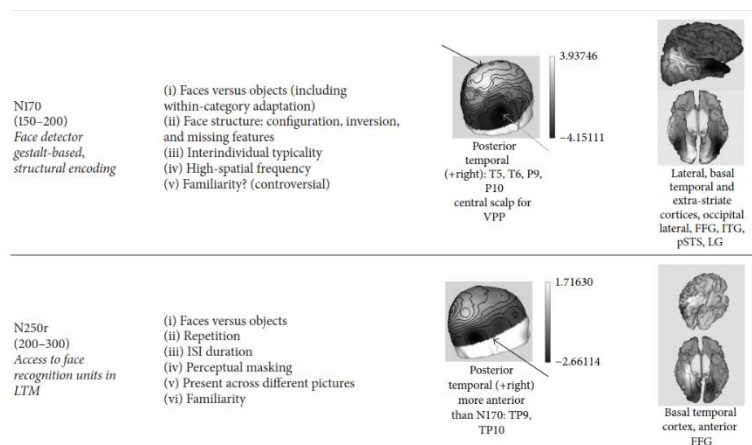 N170
(150–200)
Face detector
gestalt-based,
structural encoding
(i) Faces versus objects (including
within-category adaptation)
(ii) Face structure: configuration, inversion,
and missing features
(iii) Interindividual typicality
(iv) High-spatial frequency
(v) Familiarity? (controversial)
3.93746
−4.15111
Posterior
temporal
(+right): T5, T6, P9,
P10
central scalp for
VPP
Lateral, basal
temporal and
extra-striate
cortices, occipital
lateral, FFG, ITG,
pSTS, LG
N250r
(200–300)
Access to face
recognition units in
LTM
(i) Faces versus objects
(ii) Repetition
(iii) ISI duration
(iv) Perceptual masking
(v) Present across different pictures
(vi) Familiarity
1.71630
−2.66114
Posterior
temporal (+right)
more anterior
than N170: TP9,
TP10
Basal temporal
cortex, anterior
FFG